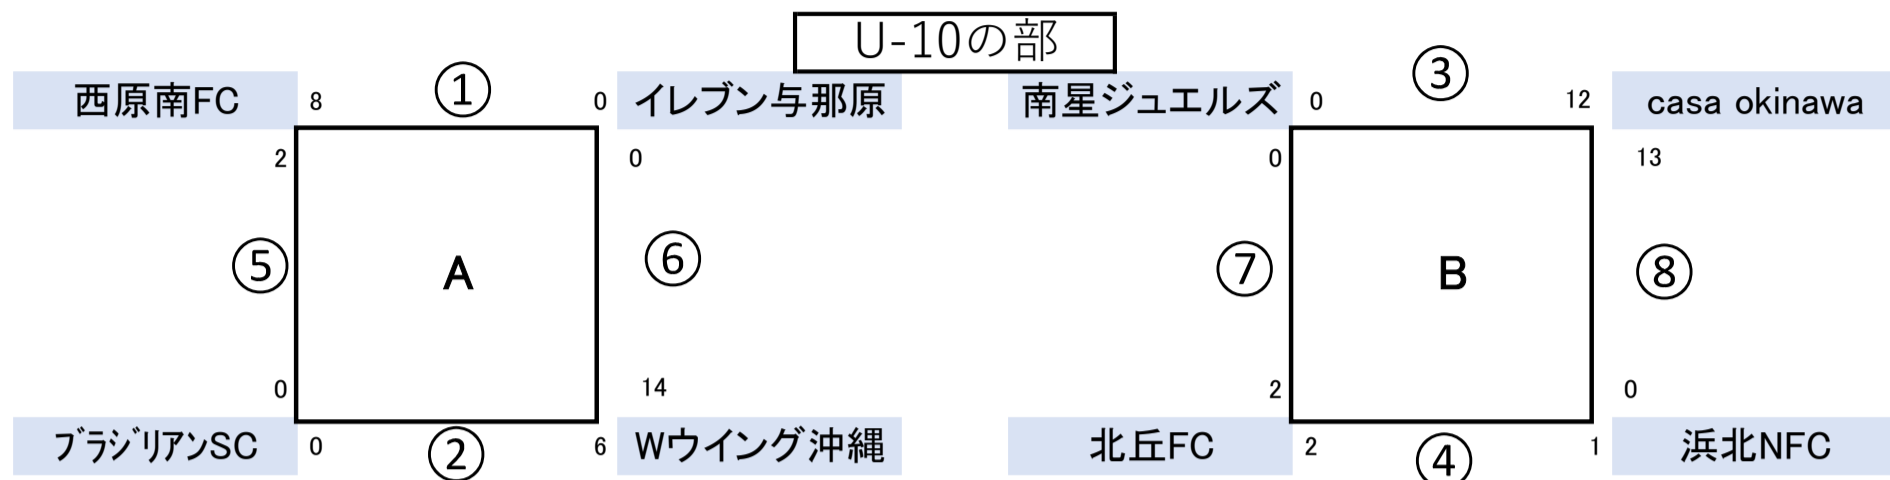 U-10の部
① ③
西原南FC 8 0 イレブン与那原 南星ジュエルズ 0 12 casa okinawa
2 0 0 13
⑤ A ⑥ ⑦ B ⑧
0 14 2 0
ﾌﾞﾗｼﾞﾘアンSC 0 ② 6 Wウイング沖縄 北丘FC 2 ④ 1 浜北NFC